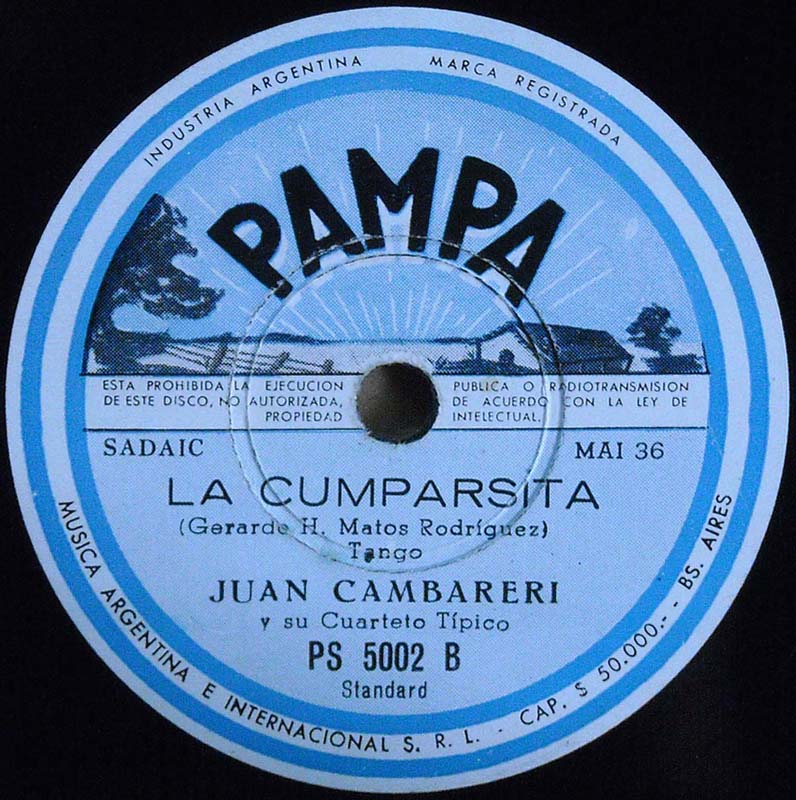 INDUSTRIA ARGENTINA MARCA REGISTRADA
PAMPA
ESTA PROHIBIDA LA EJECUCION PUBLICA O RADIOTRANSMISION
DE ESTE DISCO, NO AUTORIZADA, DE ACUERDO CON LA LEY DE
PROPIEDAD INTELECTUAL.
SADAIC MAI 36
LA CUMPARSITA
(Gerardo H. Matos Rodríguez)
Tango
JUAN CAMBARERI
y su Cuarteto Típico
PS 5002 B
Standard
MUSICA ARGENTINA E INTERNACIONAL S. R. L. - CAP. $ 50.000.- - BS. AIRES